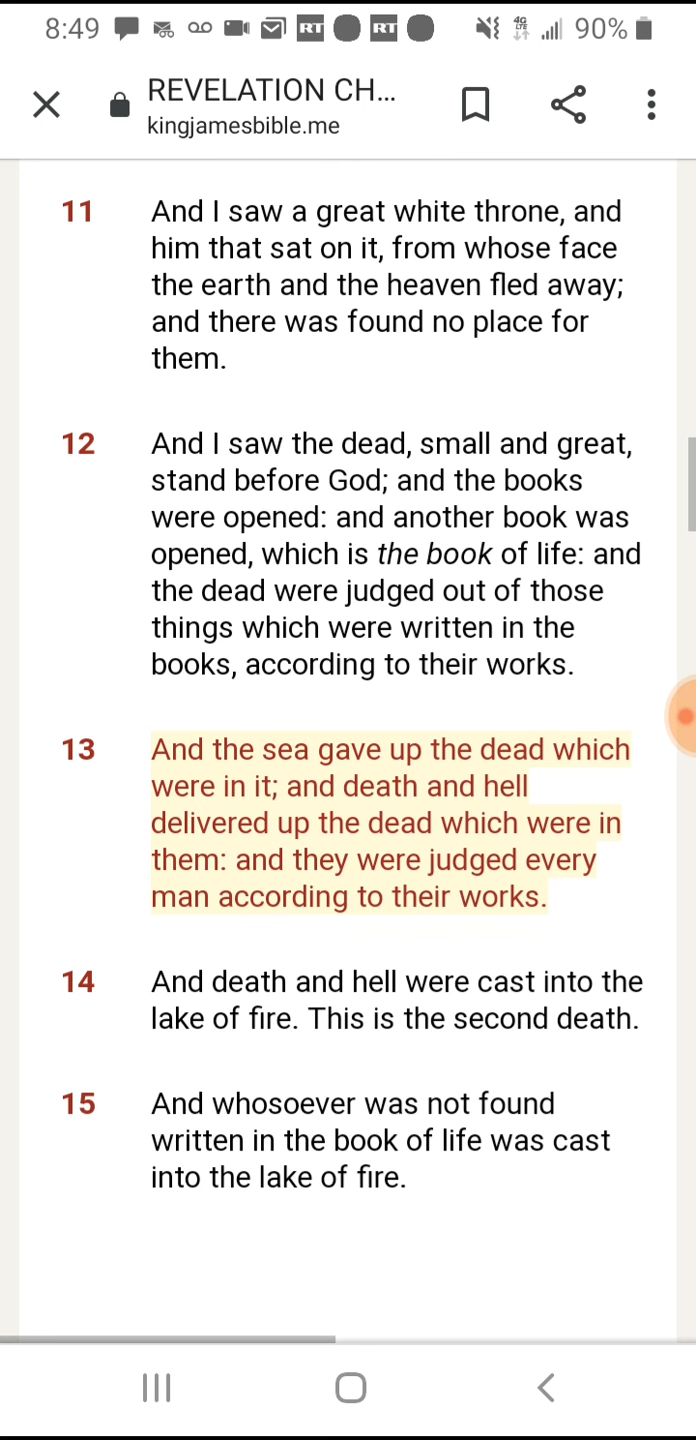 8:49 RT RT 4G LTE 90%
REVELATION CH...
kingjamesbible.me
11 And I saw a great white throne, and
him that sat on it, from whose face
the earth and the heaven fled away;
and there was found no place for
them.
12 And I saw the dead, small and great,
stand before God; and the books
were opened: and another book was
opened, which is the book of life: and
the dead were judged out of those
things which were written in the
books, according to their works.
13 And the sea gave up the dead which
were in it; and death and hell
delivered up the dead which were in
them: and they were judged every
man according to their works.
14 And death and hell were cast into the
lake of fire. This is the second death.
15 And whosoever was not found
written in the book of life was cast
into the lake of fire.